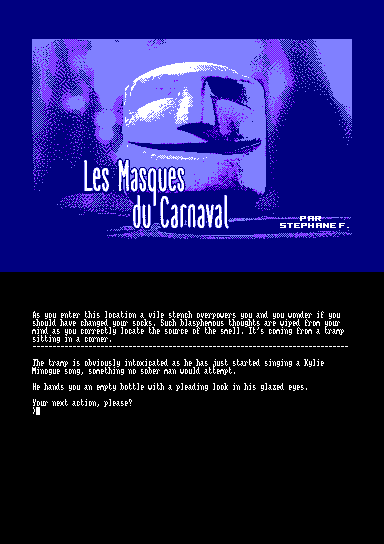 Les Masques
du Carnaval
PAR
STEPHANE F.
As you enter this location a vile stench overpowers you and you wonder if you
should have changed your socks. Such blasphemous thoughts are wiped from your
mind as you correctly locate the source of the smell. It's coming from a tramp
sitting in a corner.
--------------------------------------------------------------------------------
The tramp is obviously intoxicated as he has just started singing a Kylie
Minogue song, something no sober man would attempt.
He hands you an empty bottle with a pleading look in his glazed eyes.
Your next action, please?
>